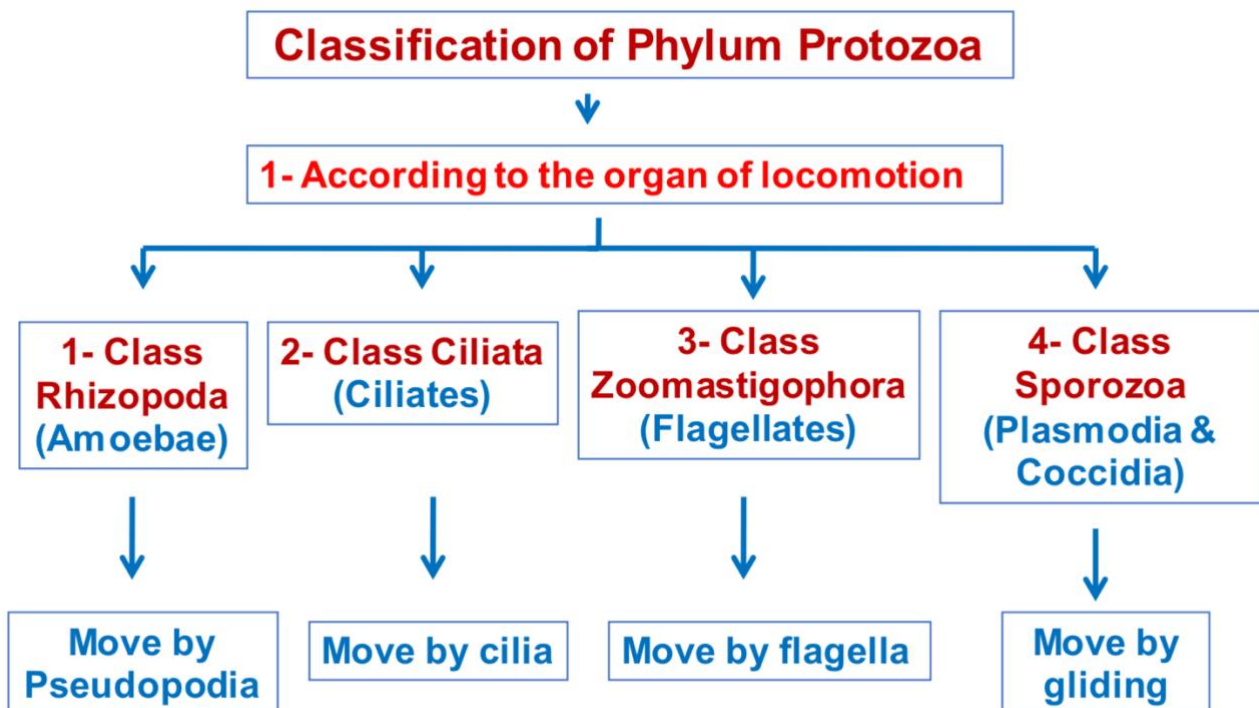 Classification of Phylum Protozoa
1- According to the organ of locomotion
1- Class
Rhizopoda
(Amoebae)
2- Class Ciliata
(Ciliates)
3- Class
Zoomastigophora
(Flagellates)
4- Class
Sporozoa
(Plasmodia &
Coccidia)
Move by
Pseudopodia
Move by cilia
Move by flagella
Move by
gliding